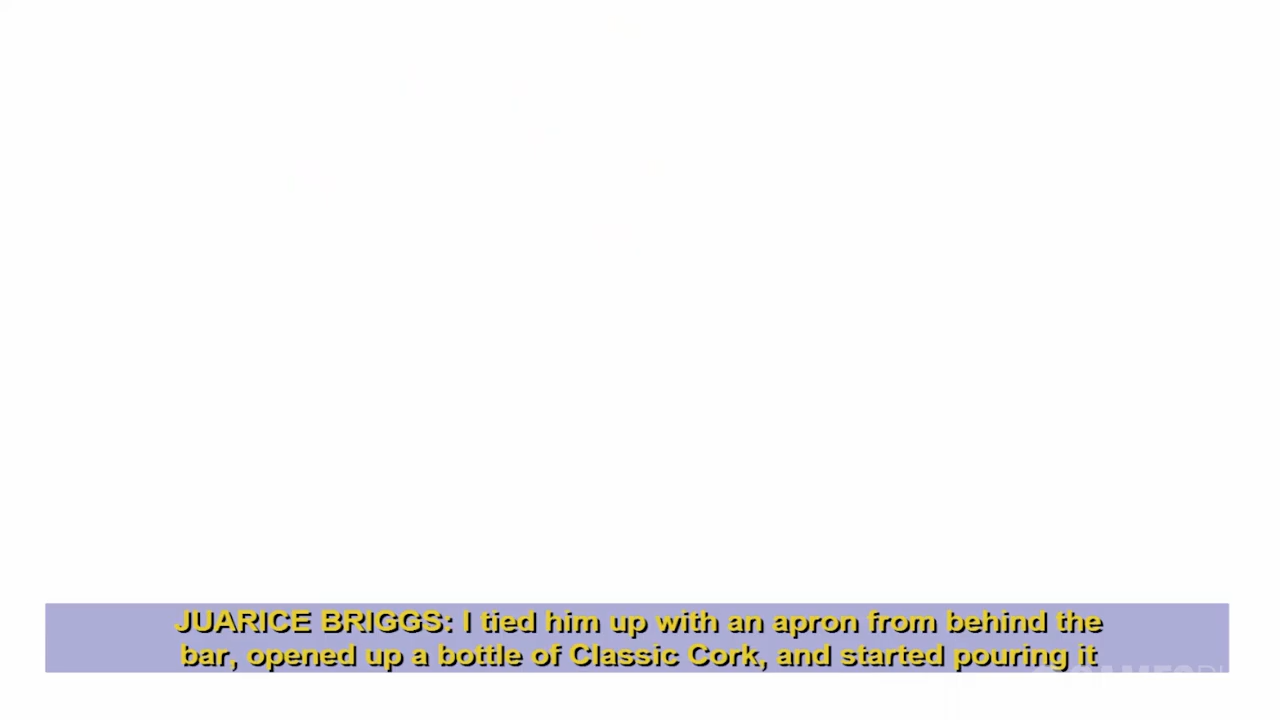 JUARICE BRIGGS: I tied him up with an apron from behind the
bar, opened up a bottle of Classic Cork, and started pouring it